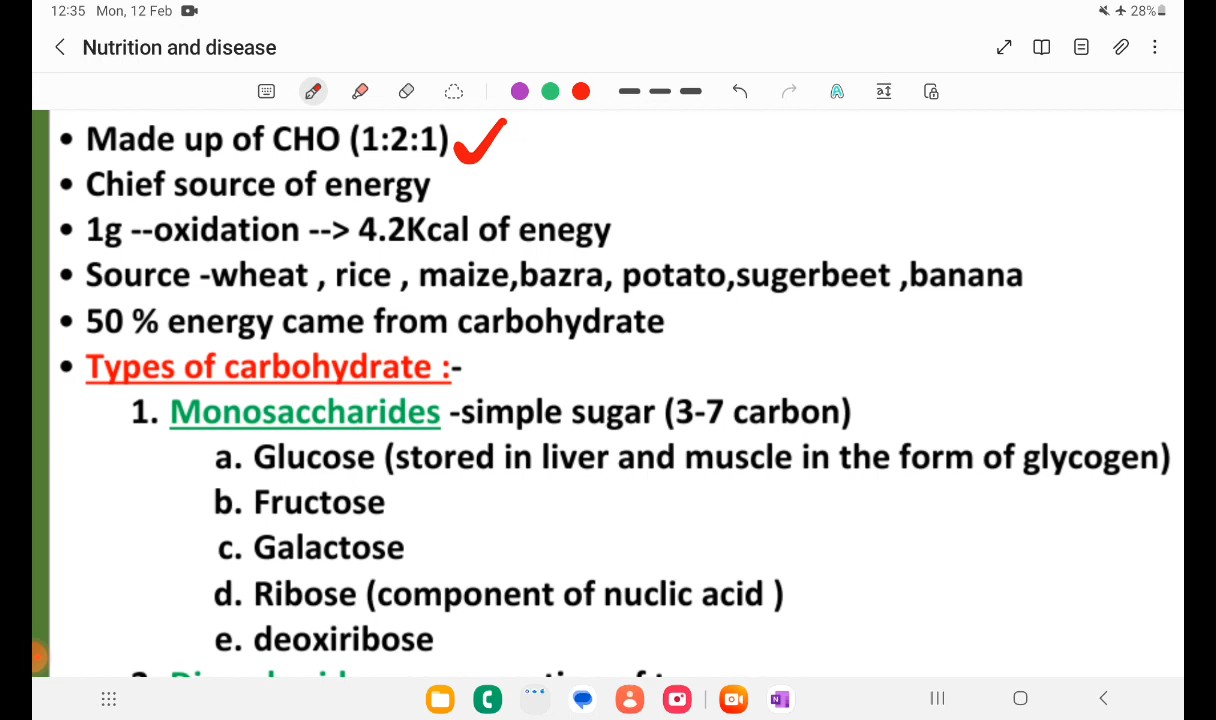 12:35 Mon, 12 Feb
28%
Nutrition and disease
• Made up of CHO (1:2:1)
• Chief source of energy
• 1g --oxidation --> 4.2Kcal of enegy
• Source -wheat , rice , maize,bazra, potato,sugerbeet ,banana
• 50 % energy came from carbohydrate
• Types of carbohydrate :-
1. Monosaccharides -simple sugar (3-7 carbon)
a. Glucose (stored in liver and muscle in the form of glycogen)
b. Fructose
c. Galactose
d. Ribose (component of nuclic acid )
e. deoxiribose